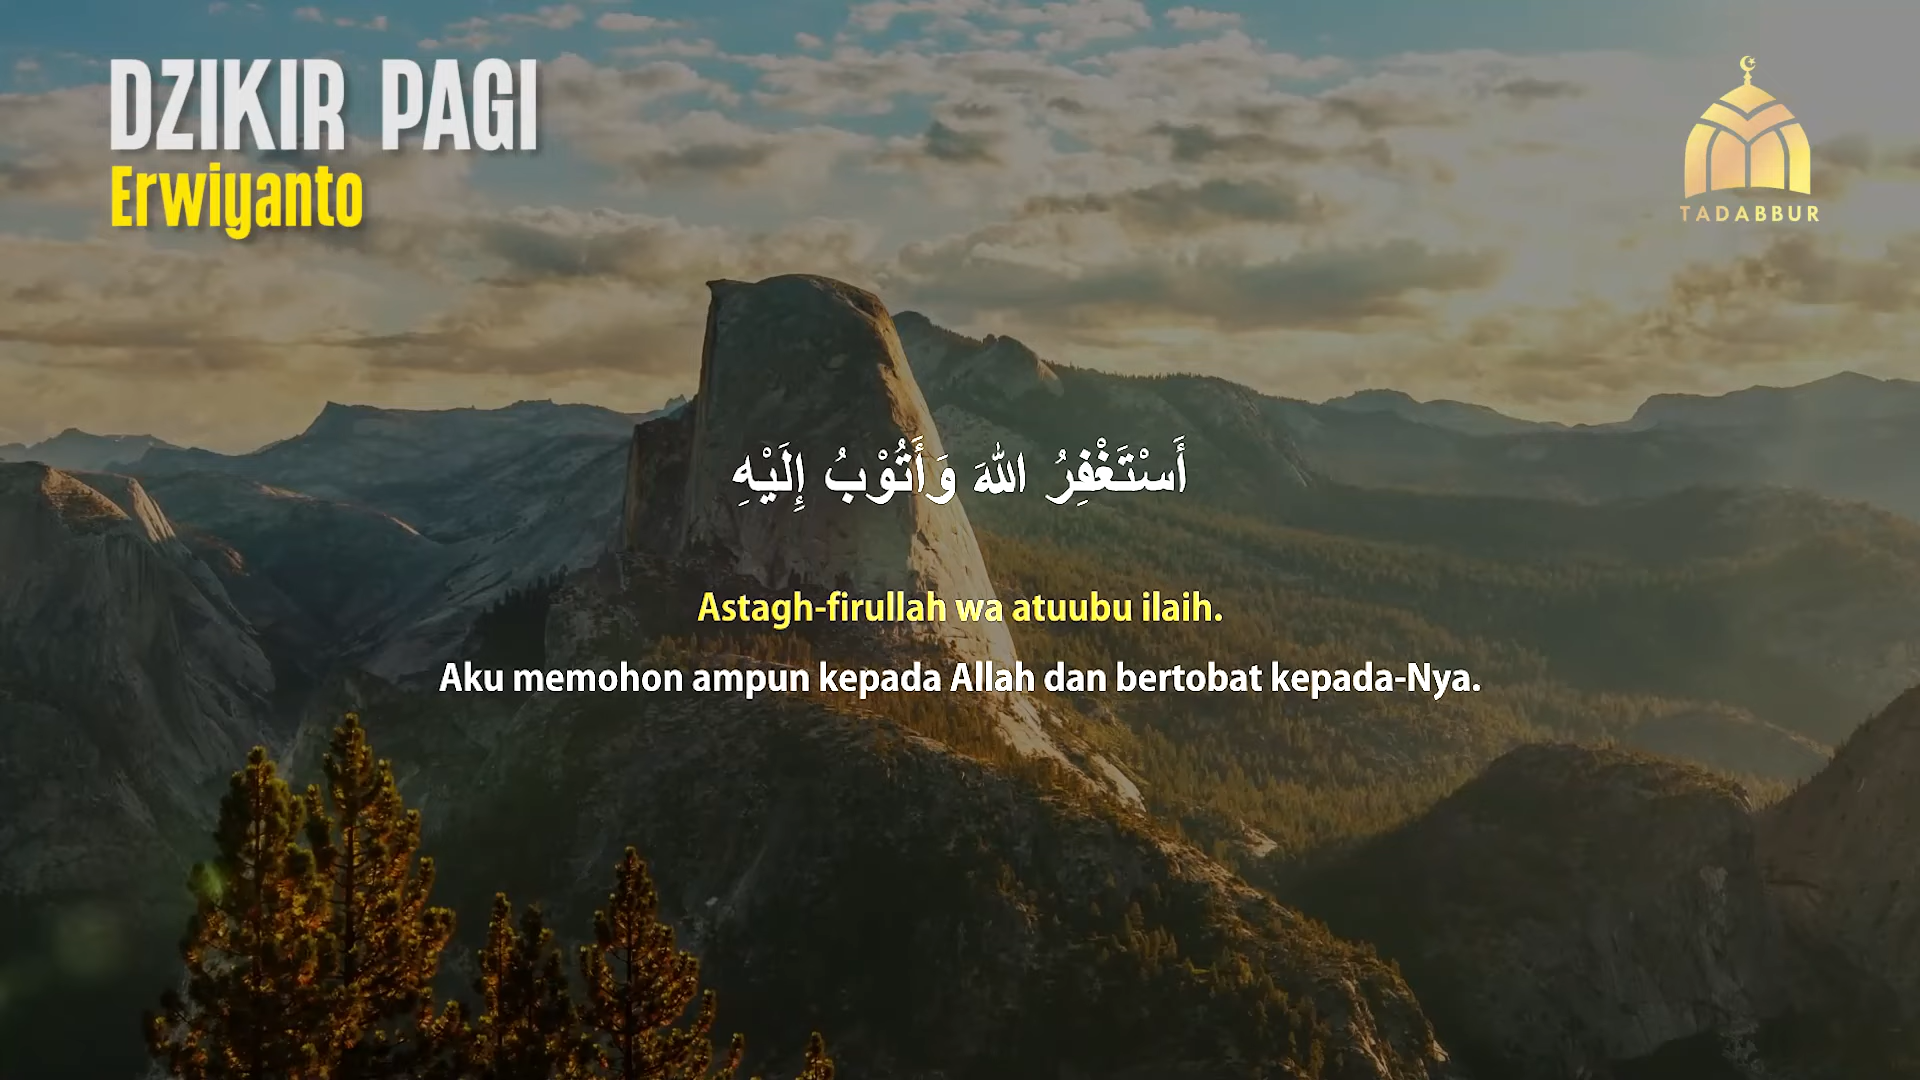 DZIKIR PAGI
Erwiyanto
TADABBUR
أَسْتَغْفِرُ اللهَ وَأَتُوْبُ إِلَيْهِ
Astagh-firullah wa atuubu ilaih.
Aku memohon ampun kepada Allah dan bertobat kepada-Nya.